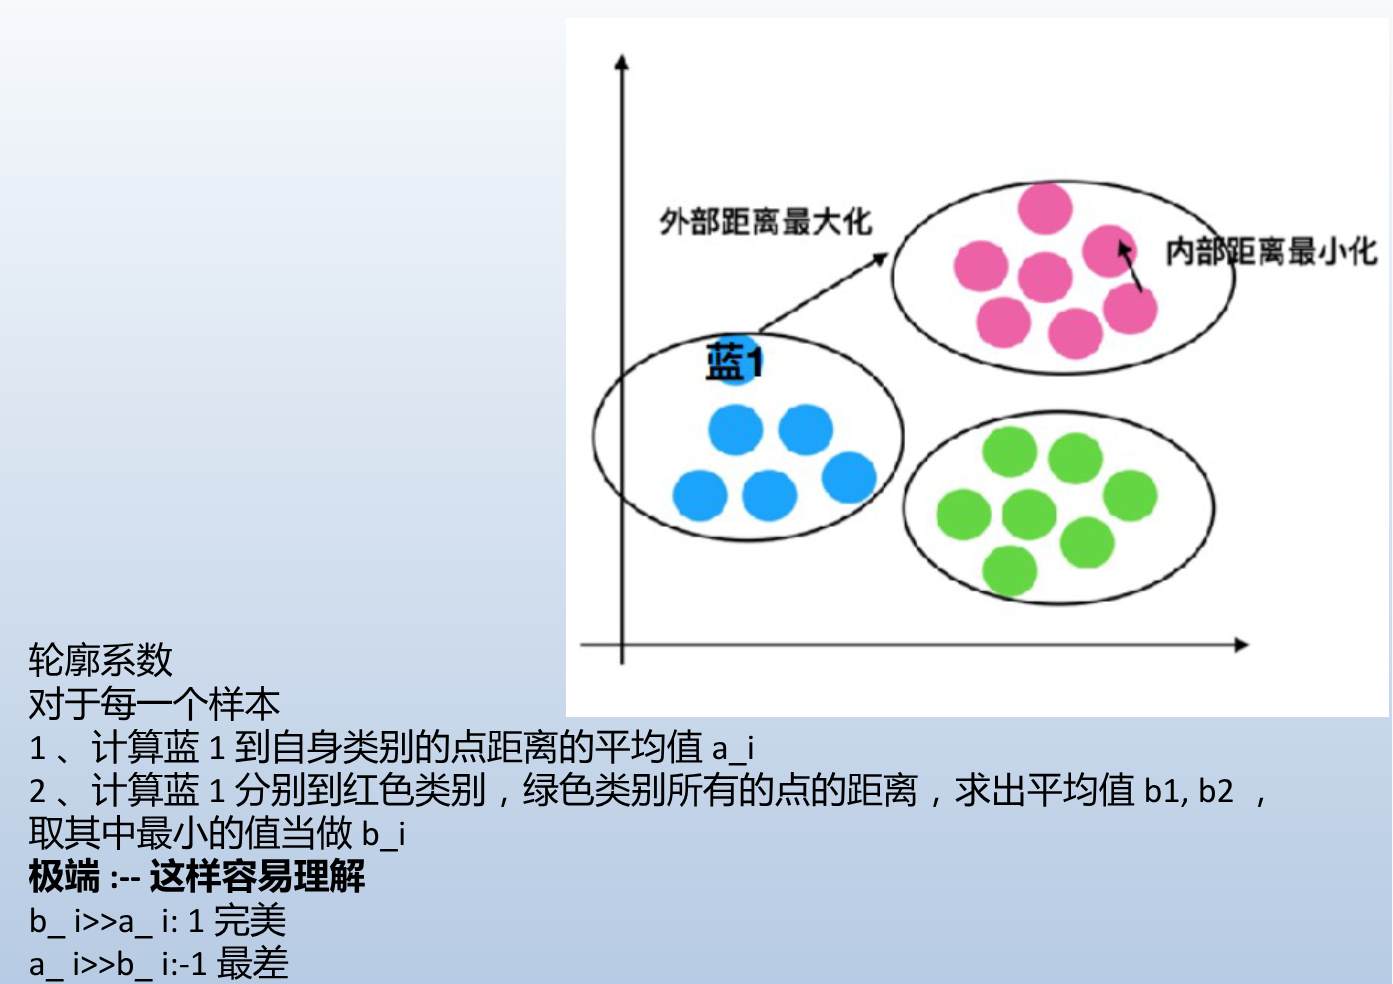 外部距离最大化
内部距离最小化
蓝1
轮廓系数
对于每一个样本
1 、计算蓝 1 到自身类别的点距离的平均值 a_i
2 、计算蓝 1 分别到红色类别，绿色类别所有的点的距离，求出平均值 b1, b2 ，
取其中最小的值当做 b_i
极端 :-- 这样容易理解
b_ i>>a_ i: 1 完美
a_ i>>b_ i:-1 最差